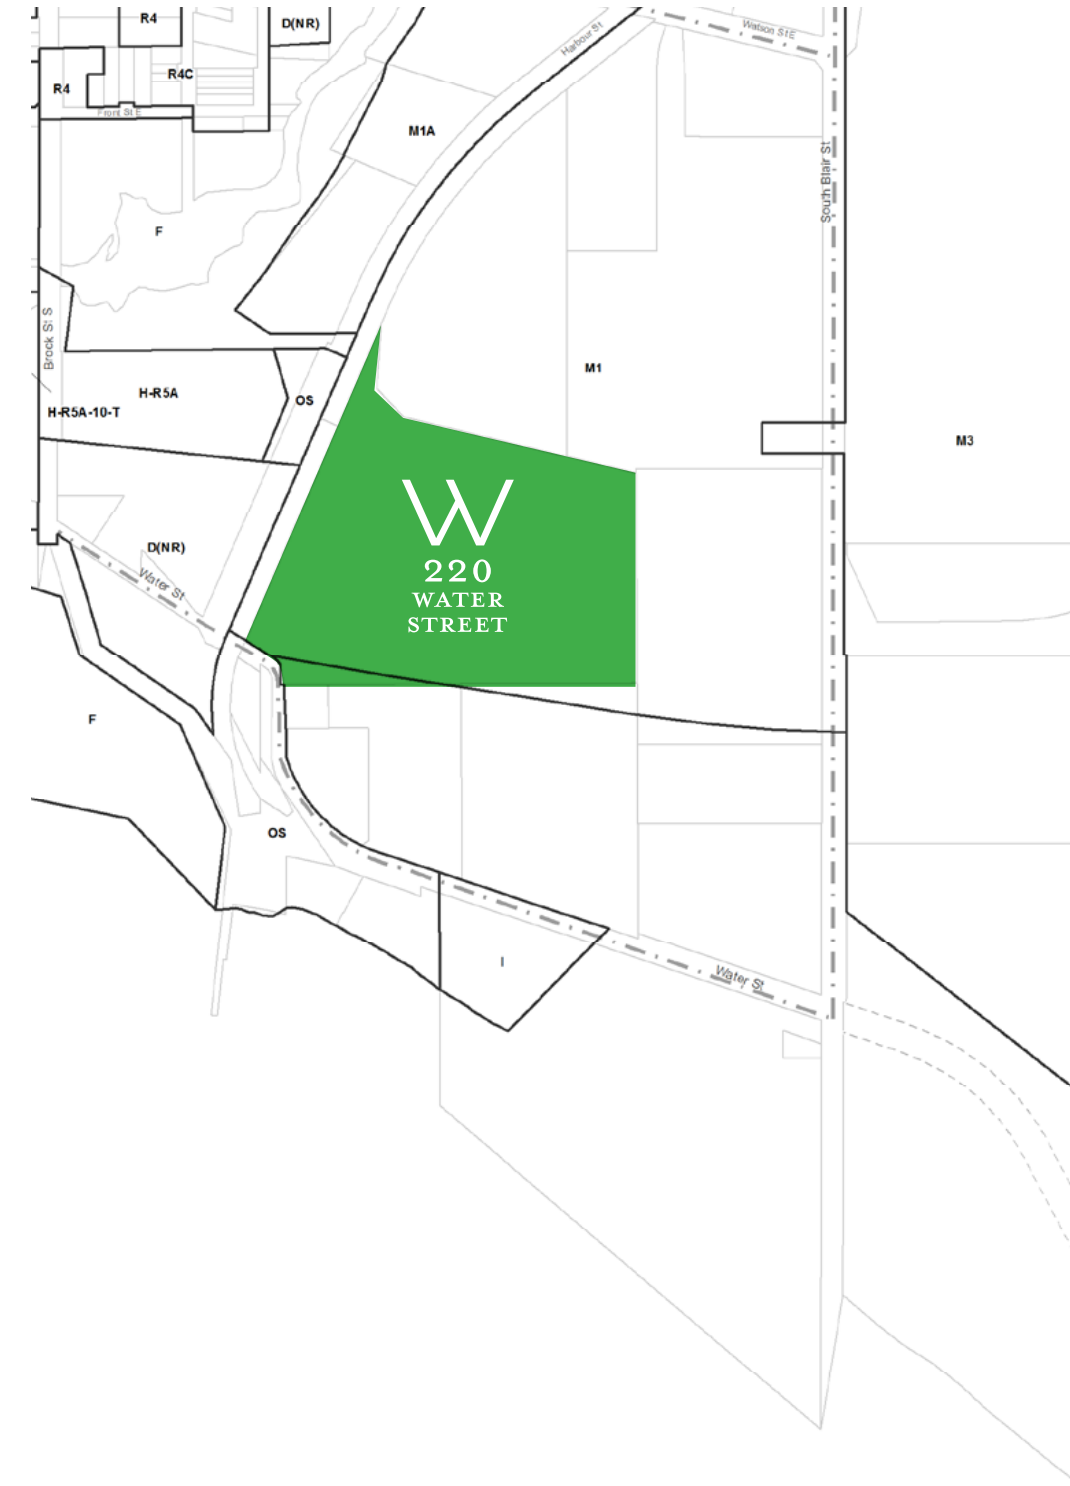 R4
D(NR)
Harbour St
Watson St E
R4
R4C
Front St E
M1A
South Blair St
F
Brock St S
H-R5A
H-R5A-10-T
OS
M1
M3
W
220
WATER
STREET
D(NR)
Water St
F
OS
I
Water St